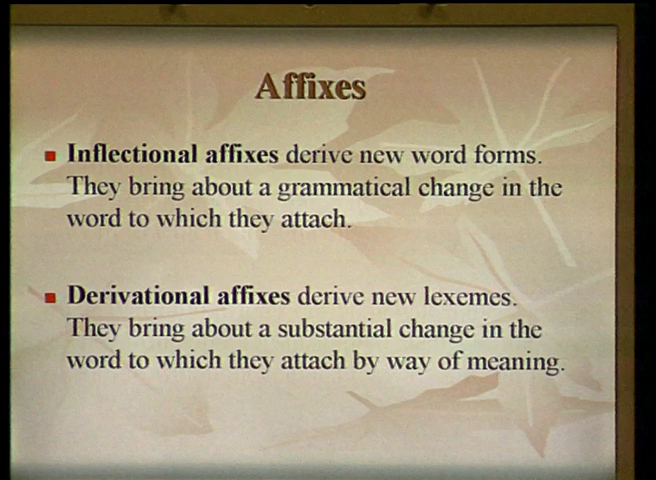 Affixes
Inflectional affixes derive new word forms.
They bring about a grammatical change in the
word to which they attach.
Derivational affixes derive new lexemes.
They bring about a substantial change in the
word to which they attach by way of meaning.